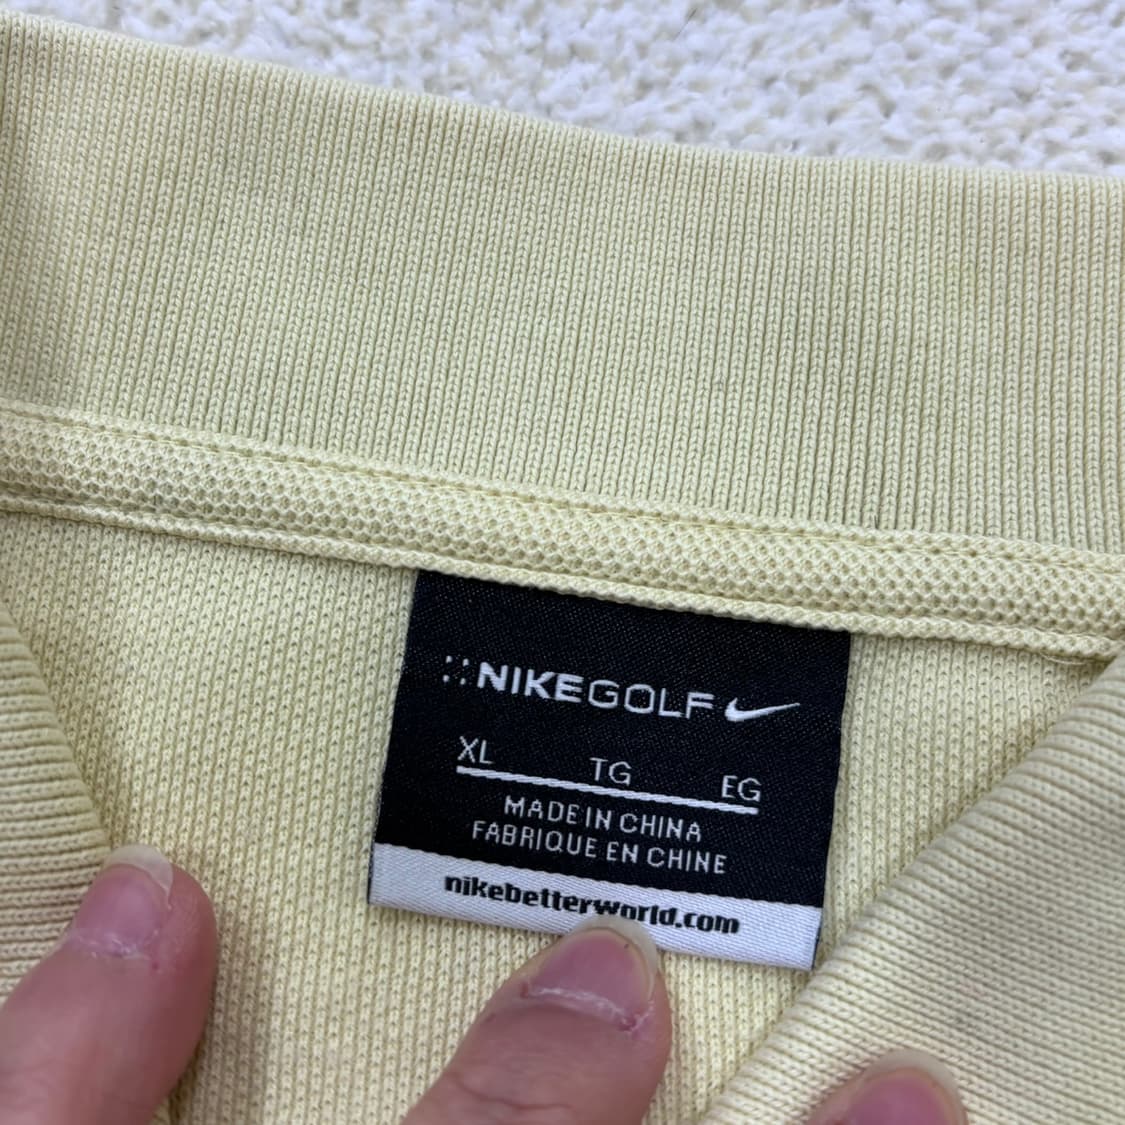 NIKEGOLF
XL TG EG
MADE IN CHINA
FABRIQUE EN CHINE
nikebetterworld.com